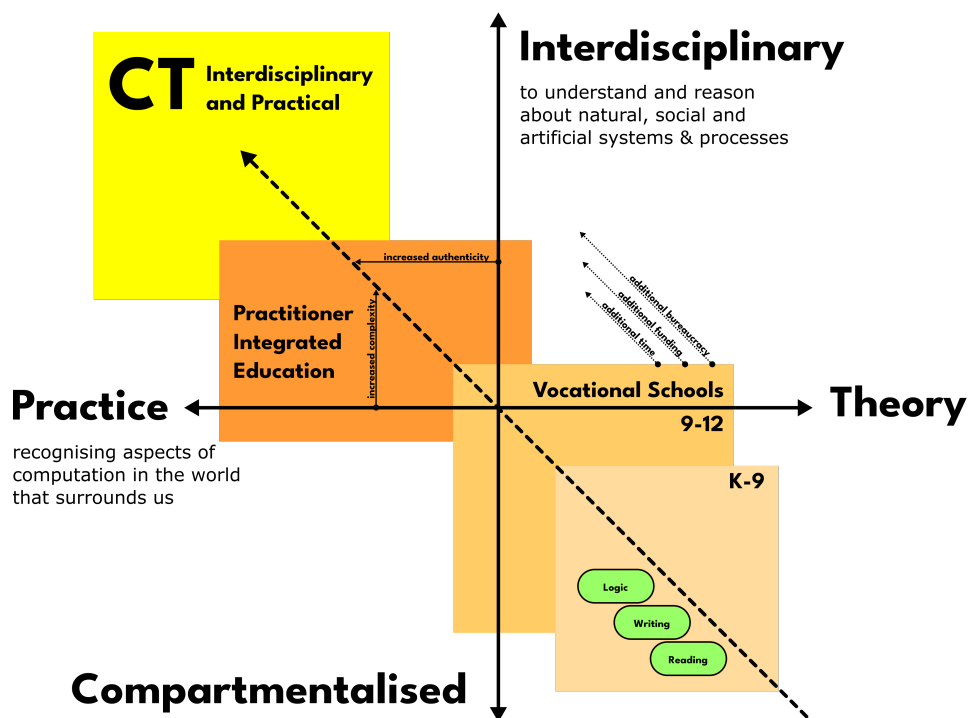 CT
Interdisciplinary
and Practical
Interdisciplinary
to understand and reason
about natural, social and
artificial systems & processes
increased authenticity
increased complexity
Practitioner
Integrated
Education
additional bureaucracy
additional funding
additional time
Vocational Schools
9-12
Practice
recognising aspects of
computation in the world
that surrounds us
Theory
K-9
Logic
Writing
Reading
Compartmentalised